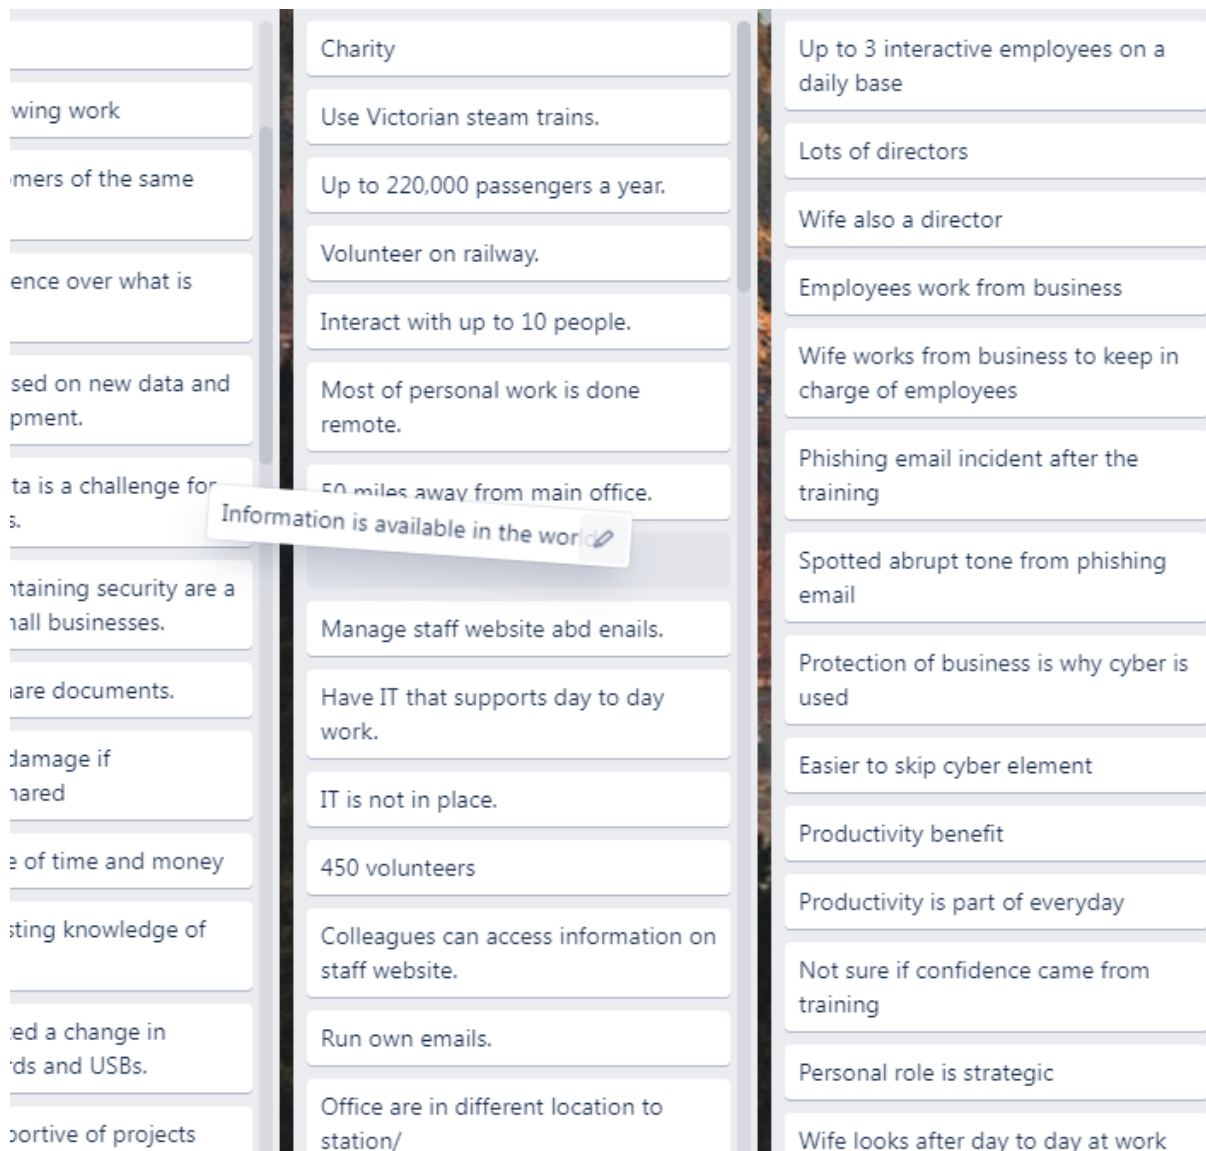 wing work
mers of the same
ence over what is
sed on new data and
pment.
ta is a challenge for
s.
ntaining security are a
nall businesses.
are documents.
damage if
hared
e of time and money
sting knowledge of
ed a change in
rds and USBs.
portive of projects
Charity
Use Victorian steam trains.
Up to 220,000 passengers a year.
Volunteer on railway.
Interact with up to 10 people.
Most of personal work is done
remote.
50 miles away from main office.
Information is available in the world
Manage staff website abd enails.
Have IT that supports day to day
work.
IT is not in place.
450 volunteers
Colleagues can access information on
staff website.
Run own emails.
Office are in different location to
station/
Up to 3 interactive employees on a
daily base
Lots of directors
Wife also a director
Employees work from business
Wife works from business to keep in
charge of employees
Phishing email incident after the
training
Spotted abrupt tone from phishing
email
Protection of business is why cyber is
used
Easier to skip cyber element
Productivity benefit
Productivity is part of everyday
Not sure if confidence came from
training
Personal role is strategic
Wife looks after day to day at work